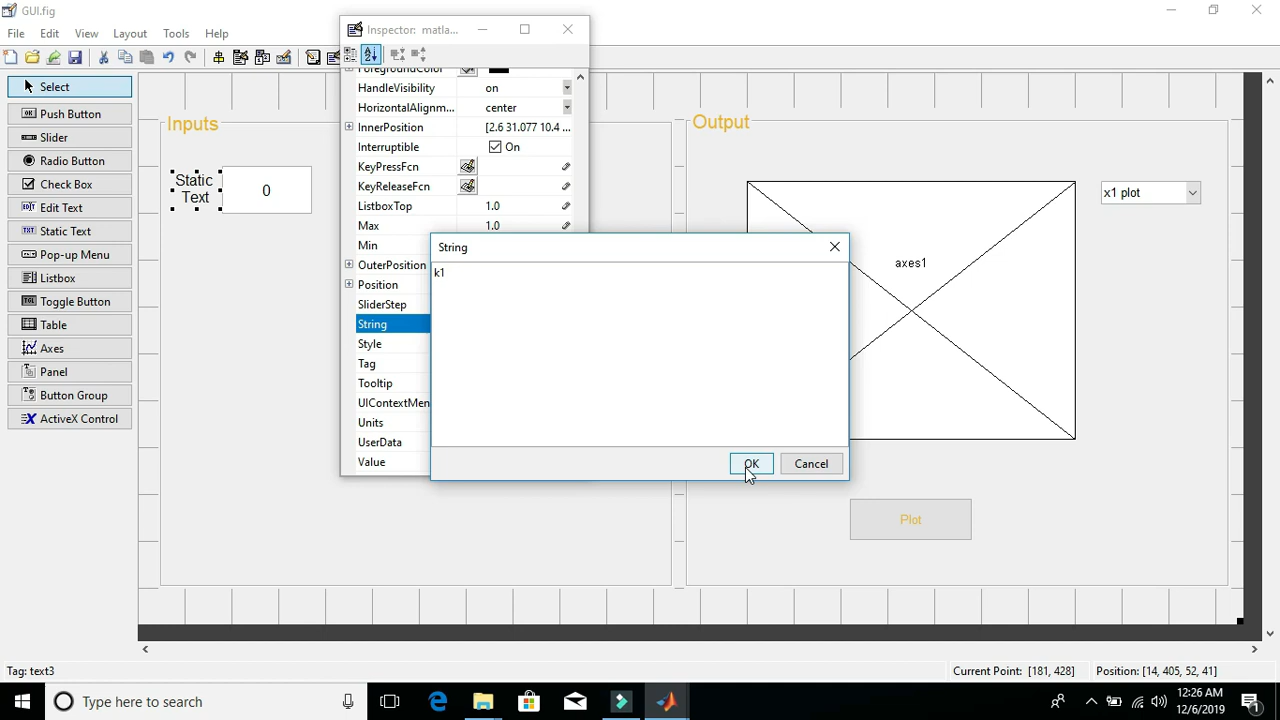 GUI.fig
File Edit View Layout Tools Help
Inspector: matla...
Select
Push Button
Slider
Radio Button
Check Box
Edit Text
Static Text
Pop-up Menu
Listbox
Toggle Button
Table
Axes
Panel
Button Group
ActiveX Control
Inputs
Static
Text
0
ForegroundColor
HandleVisibility on
HorizontalAlignm... center
InnerPosition [2.6 31.077 10.4 ...
Interruptible On
KeyPressFcn
KeyReleaseFcn
ListboxTop 1.0
Max 1.0
Min
OuterPosition
Position
SliderStep
String
Style
Tag
Tooltip
UIContextMen
Units
UserData
Value
String
k1
OK Cancel
Output
axes1
x1 plot
Plot
Tag: text3
Current Point: [181, 428] Position: [14, 405, 52, 41]
Type here to search
12:26 AM
12/6/2019
1